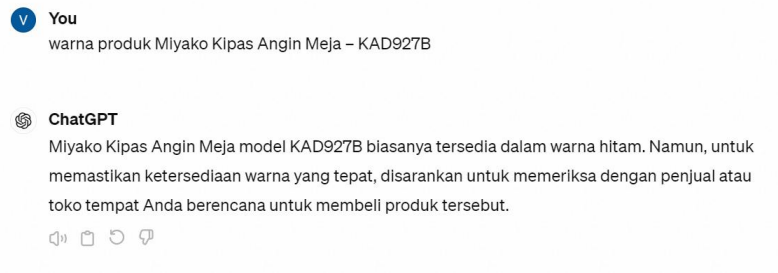 V
You
warna produk Miyako Kipas Angin Meja – KAD927B
ChatGPT
Miyako Kipas Angin Meja model KAD927B biasanya tersedia dalam warna hitam. Namun, untuk
memastikan ketersediaan warna yang tepat, disarankan untuk memeriksa dengan penjual atau
toko tempat Anda berencana untuk membeli produk tersebut.